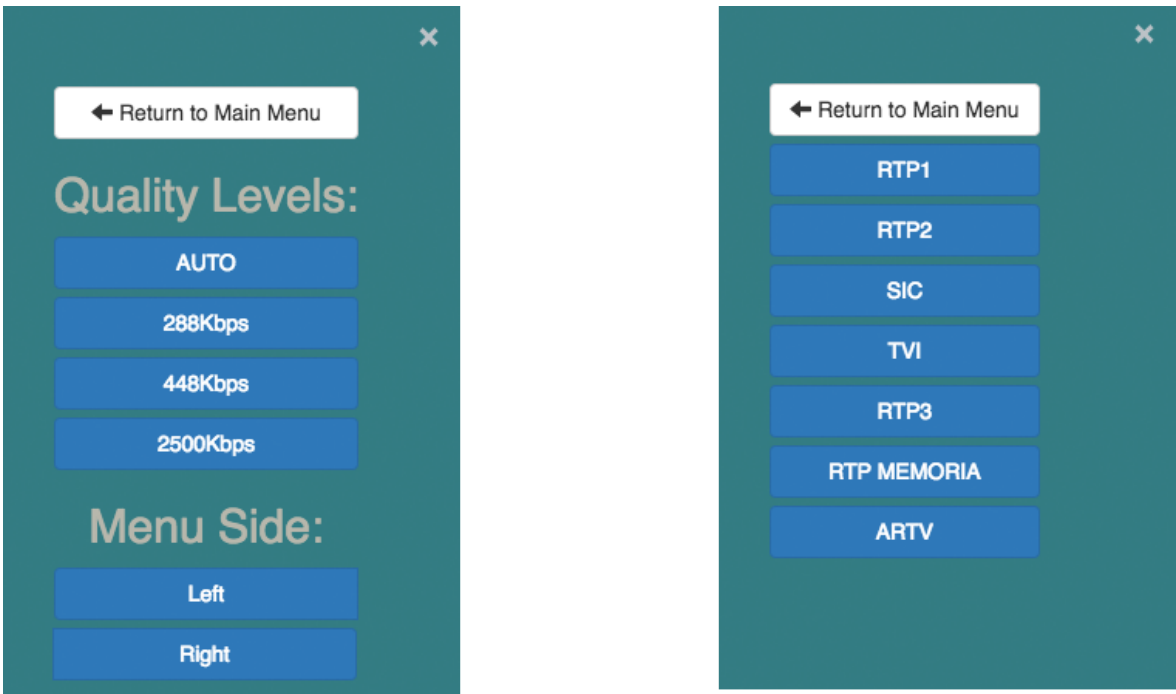 ×
← Return to Main Menu
Quality Levels:
AUTO
288Kbps
448Kbps
2500Kbps
Menu Side:
Left
Right
×
← Return to Main Menu
RTP1
RTP2
SIC
TVI
RTP3
RTP MEMORIA
ARTV